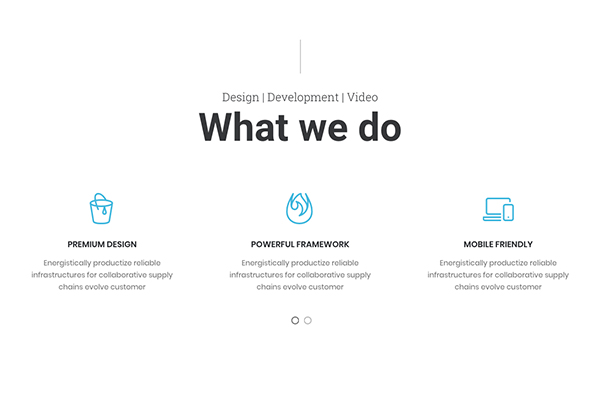 Design | Development | Video
What we do
PREMIUM DESIGN
Energistically productize reliable
infrastructures for collaborative supply
chains evolve customer
POWERFUL FRAMEWORK
Energistically productize reliable
infrastructures for collaborative supply
chains evolve customer
MOBILE FRIENDLY
Energistically productize reliable
infrastructures for collaborative supply
chains evolve customer